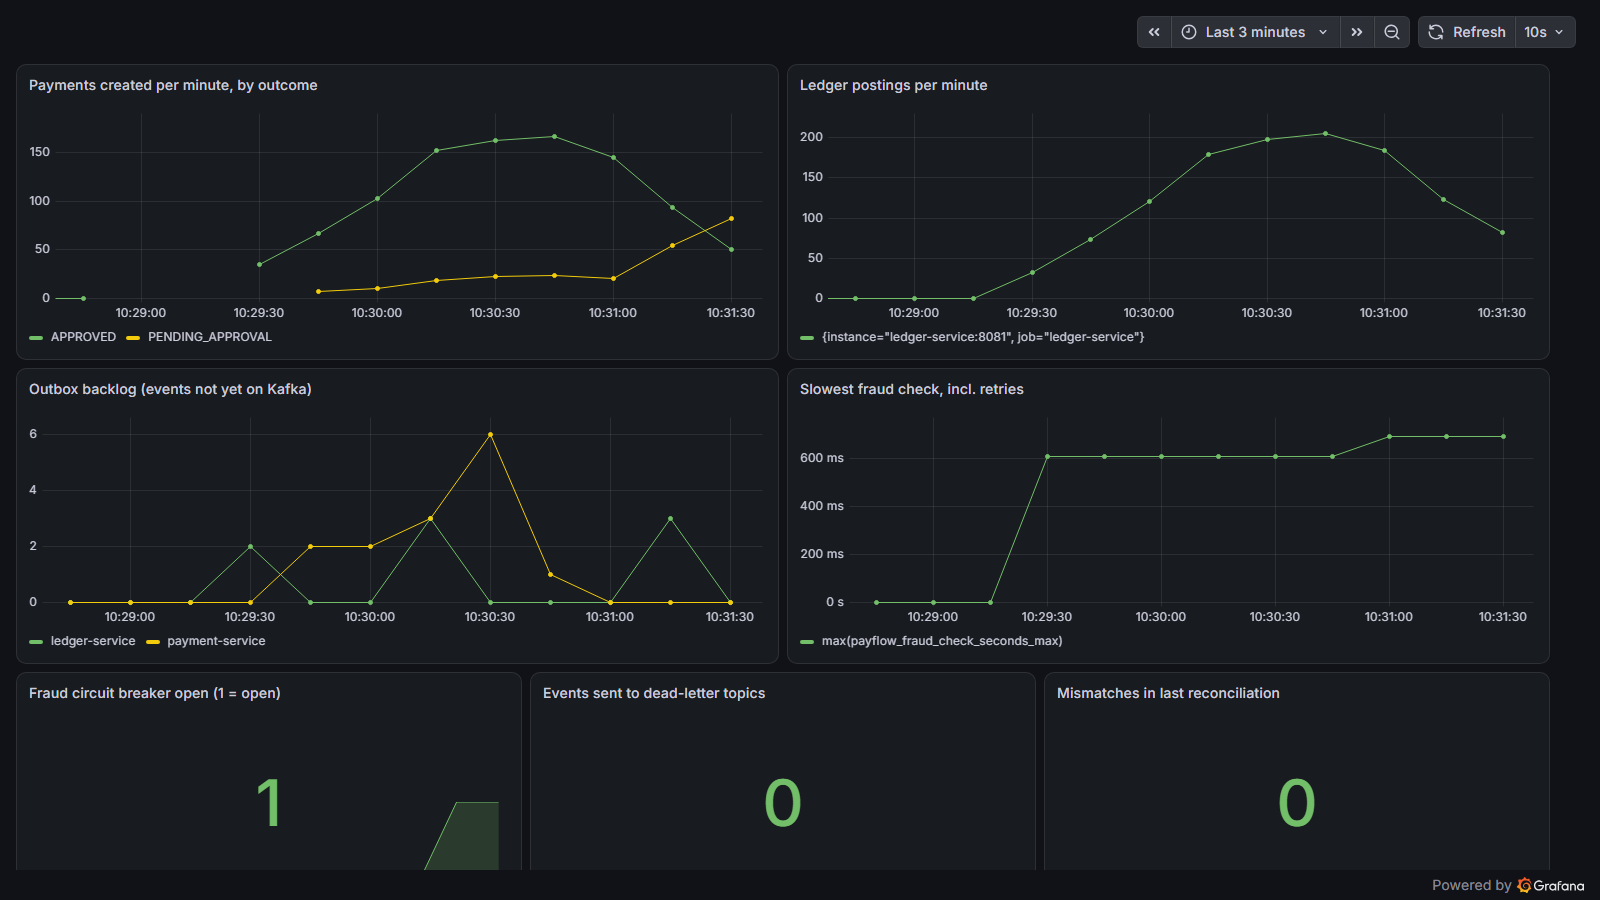 Last 3 minutes
Refresh
10s
Payments created per minute, by outcome
150
100
50
0
10:29:00 10:29:30 10:30:00 10:30:30 10:31:00 10:31:30
APPROVED PENDING_APPROVAL
Ledger postings per minute
200
150
100
50
0
10:29:00 10:29:30 10:30:00 10:30:30 10:31:00 10:31:30
{instance="ledger-service:8081", job="ledger-service"}
Outbox backlog (events not yet on Kafka)
6
4
2
0
10:29:00 10:29:30 10:30:00 10:30:30 10:31:00 10:31:30
ledger-service payment-service
Slowest fraud check, incl. retries
600 ms
400 ms
200 ms
0 s
10:29:00 10:29:30 10:30:00 10:30:30 10:31:00 10:31:30
max(payflow_fraud_check_seconds_max)
Fraud circuit breaker open (1 = open)
1
Events sent to dead-letter topics
0
Mismatches in last reconciliation
0
Powered by Grafana